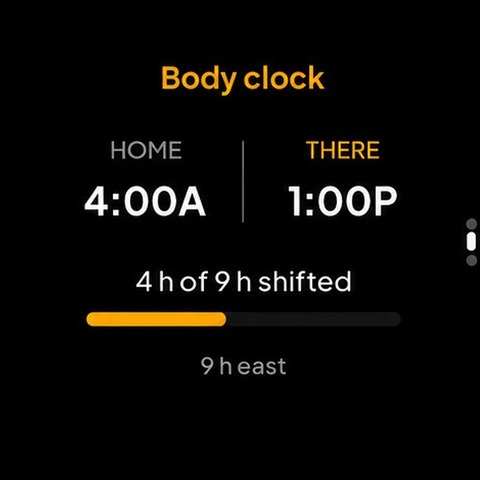 Body clock
HOME THERE
4:00A 1:00P
4 h of 9 h shifted
9 h east